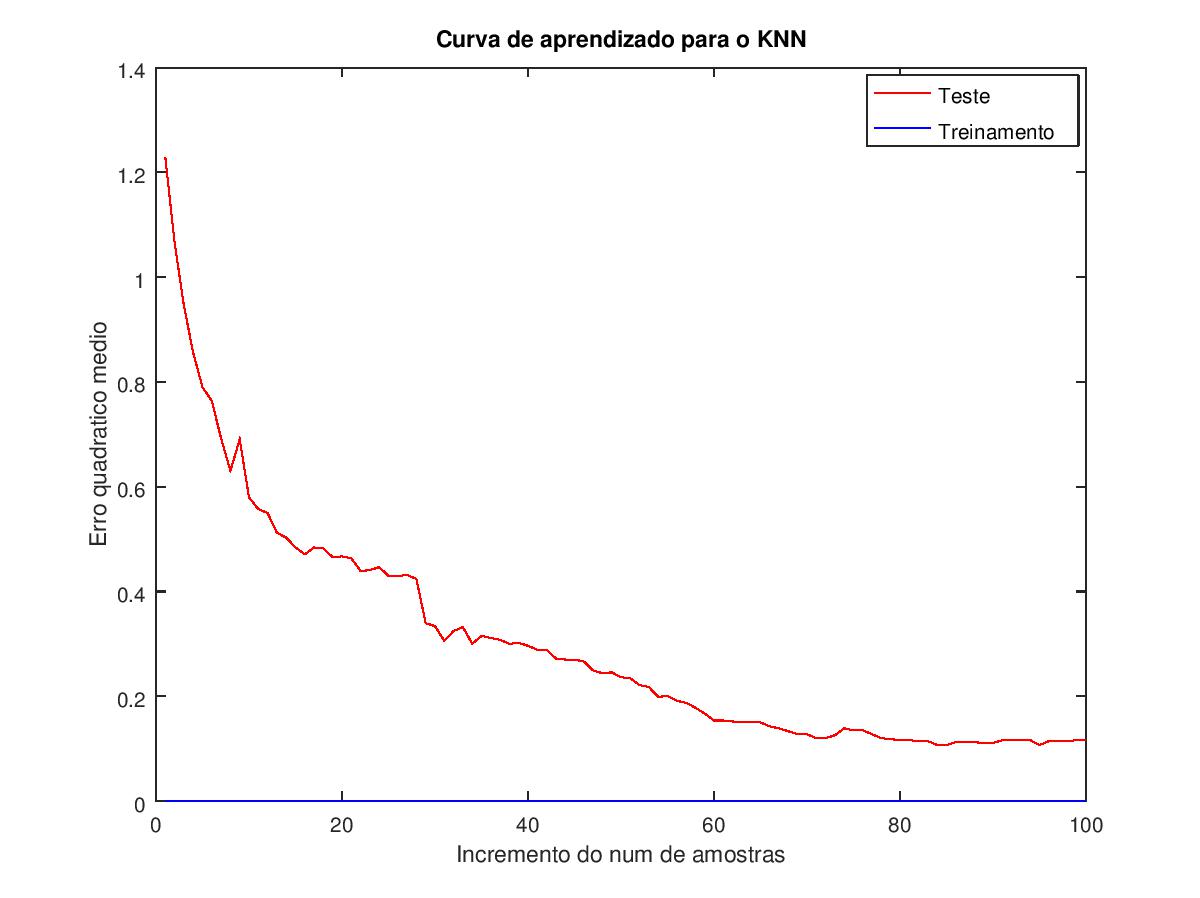 Curva de aprendizado para o KNN
1.4
1.2
1
0.8
0.6
0.4
0.2
0
Erro quadratico medio
Teste
Treinamento
0 20 40 60 80 100
Incremento do num de amostras